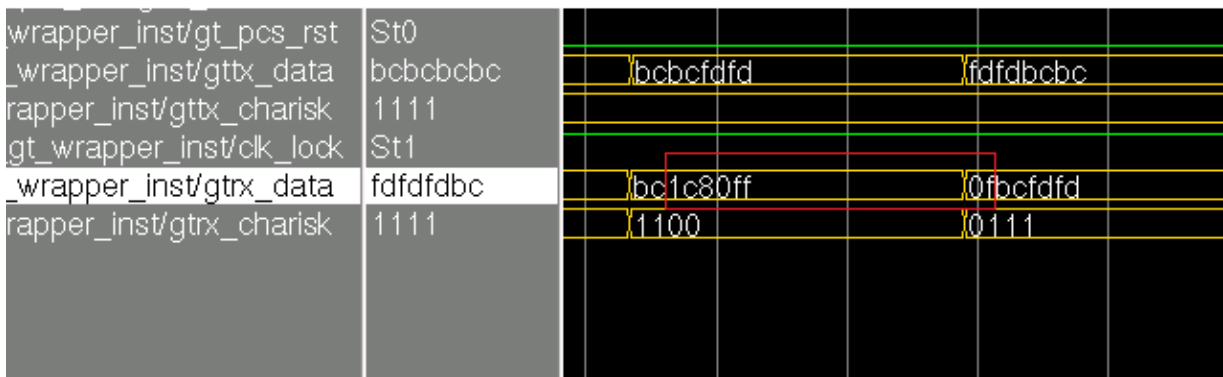 wrapper_inst/gt_pcs_rst St0
_wrapper_inst/gttx_data bcbcbcbc bcbcfdfd fdfdbcbc
rapper_inst/gttx_charisk 1111
gt_wrapper_inst/clk_lock St1
_wrapper_inst/gtrx_data fdfdfdbc bc1c80ff 0fbcfdfd
rapper_inst/gtrx_charisk 1111 1100 0111